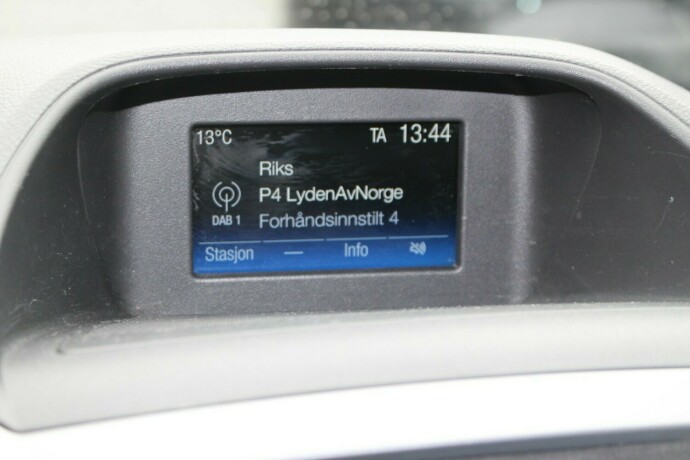 13°C TA 13:44
Riks
P4 LydenAvNorge
DAB 1 Forhåndsinnstilt 4
Stasjon — Info